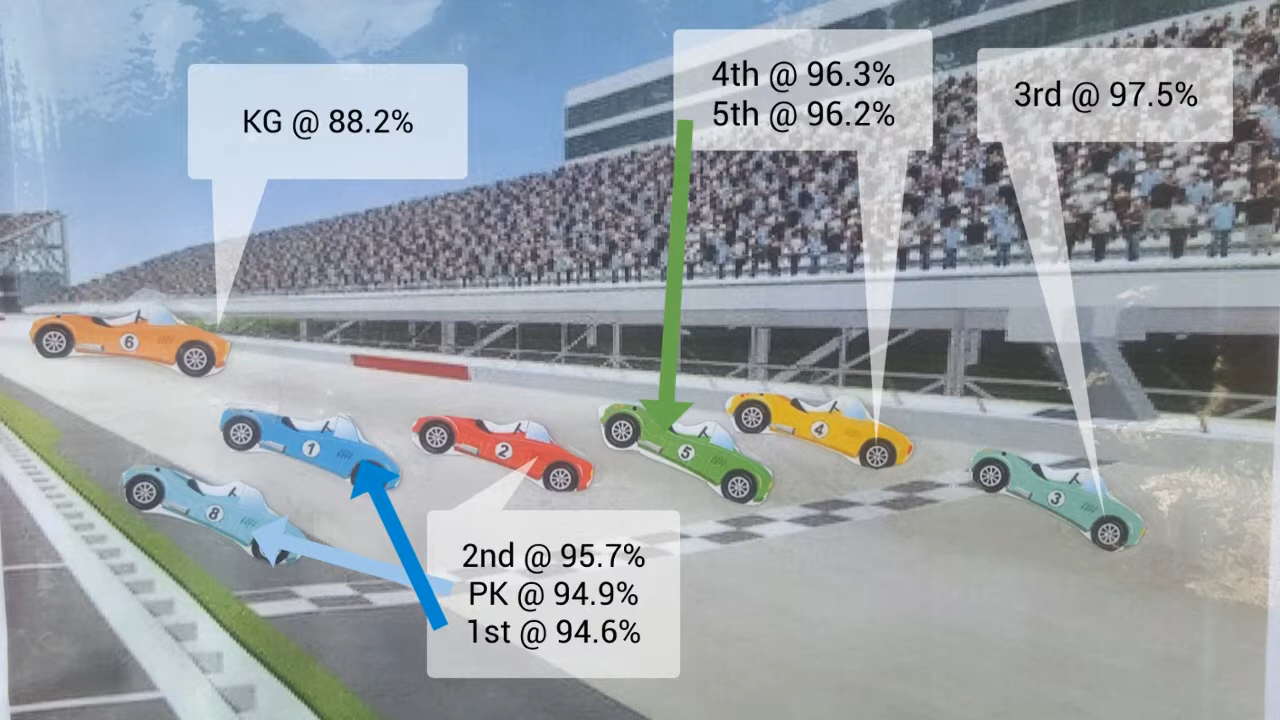 KG @ 88.2%
4th @ 96.3%
5th @ 96.2%
3rd @ 97.5%
6
1
2
5
4
3
8
2nd @ 95.7%
PK @ 94.9%
1st @ 94.6%